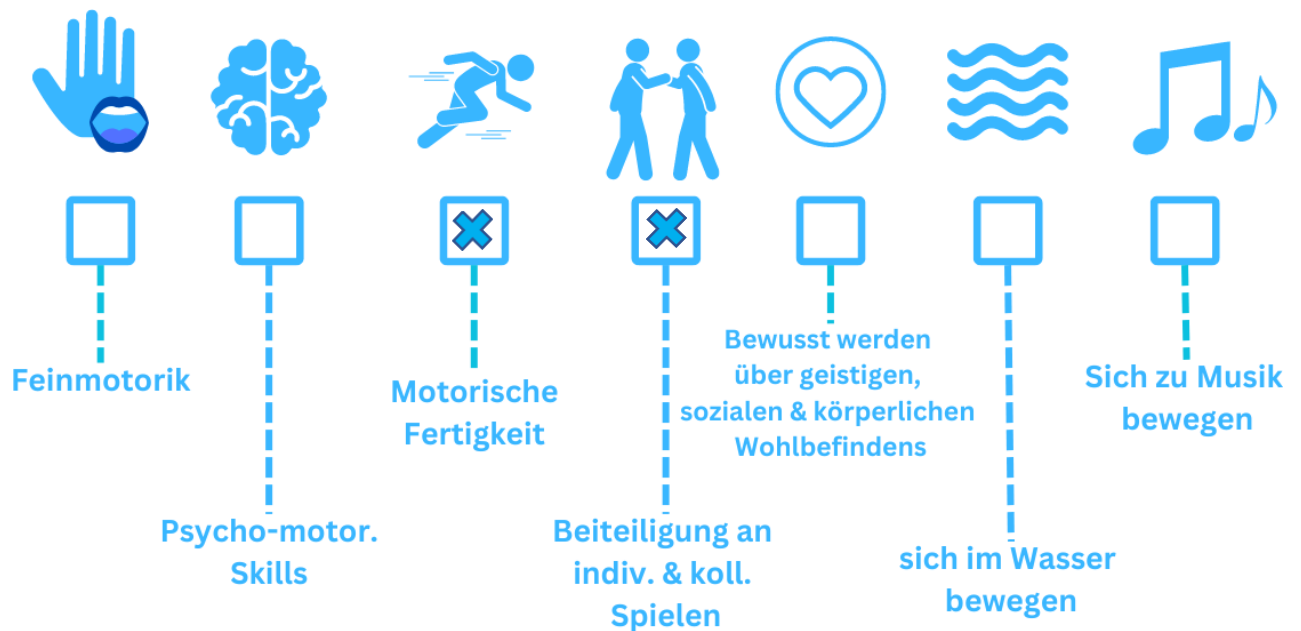 Feinmotorik
Psycho-motor.
Skills
Motorische
Fertigkeit
Beiteiligung an
indiv. & koll.
Spielen
Bewusst werden
über geistigen,
sozialen & körperlichen
Wohlbefindens
sich im Wasser
bewegen
Sich zu Musik
bewegen